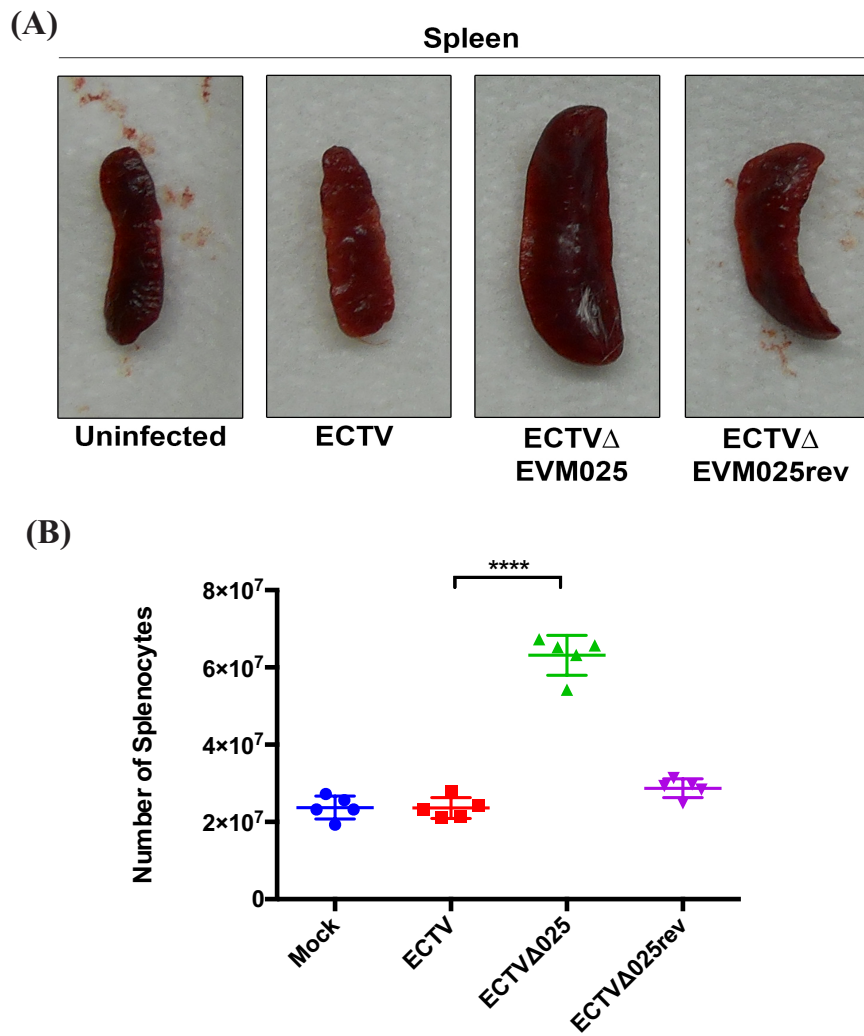 (A)
Spleen
Uninfected
ECTV
ECTVΔ
EVM025
ECTVΔ
EVM025rev
(B)
****
8×10⁷
6×10⁷
4×10⁷
2×10⁷
0
Number of Splenocytes
Mock
ECTV
ECTVΔ025
ECTVΔ025rev